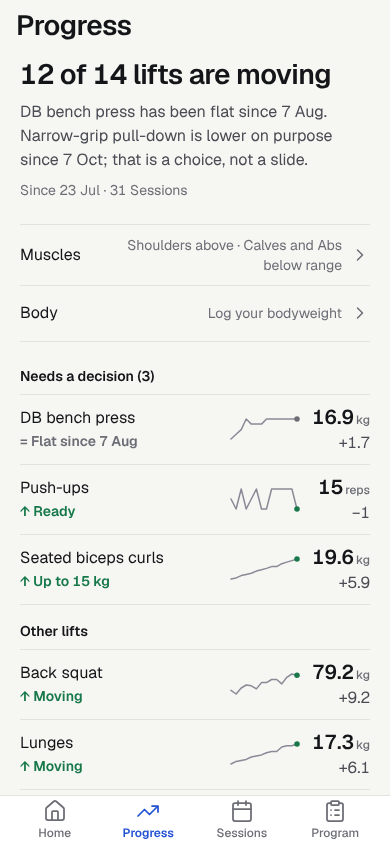 Progress
12 of 14 lifts are moving
DB bench press has been flat since 7 Aug.
Narrow-grip pull-down is lower on purpose
since 7 Oct; that is a choice, not a slide.
Since 23 Jul · 31 Sessions
Muscles
Shoulders above · Calves and Abs
below range
Body
Log your bodyweight
Needs a decision (3)
DB bench press
16.9 kg
= Flat since 7 Aug
+1.7
Push-ups
15 reps
↑ Ready
−1
Seated biceps curls
19.6 kg
↑ Up to 15 kg
+5.9
Other lifts
Back squat
79.2 kg
↑ Moving
+9.2
Lunges
17.3 kg
↑ Moving
+6.1
Home
Progress
Sessions
Program